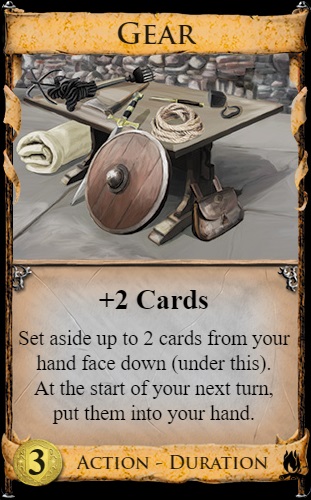 GEAR
+2 Cards
Set aside up to 2 cards from your
hand face down (under this).
At the start of your next turn,
put them into your hand.
3 ACTION - DURATION